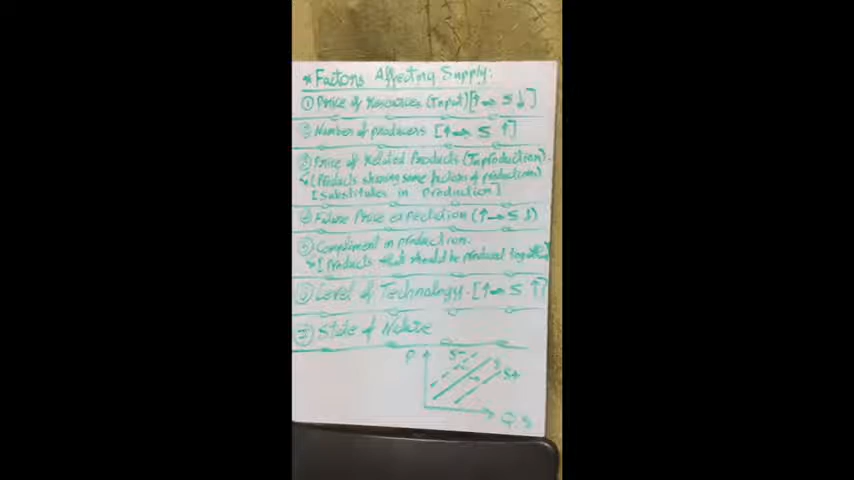 * Factors Affecting Supply:
① Price of Resources (Input) [↑→ S ↓]
② Number of producers [↑→ S ↑]
③ Price of Related Products (In production).
* (Products sharing same factors of production)
[Substitutes in production]
④ Future Price expectation (↑→ S ↓)
⑤ Compliment in production.
* [Products that should be produced together]
⑥ Level of Technology. [↑→ S ↑]
⑦ State of Nature
P S- S S+
Q.s